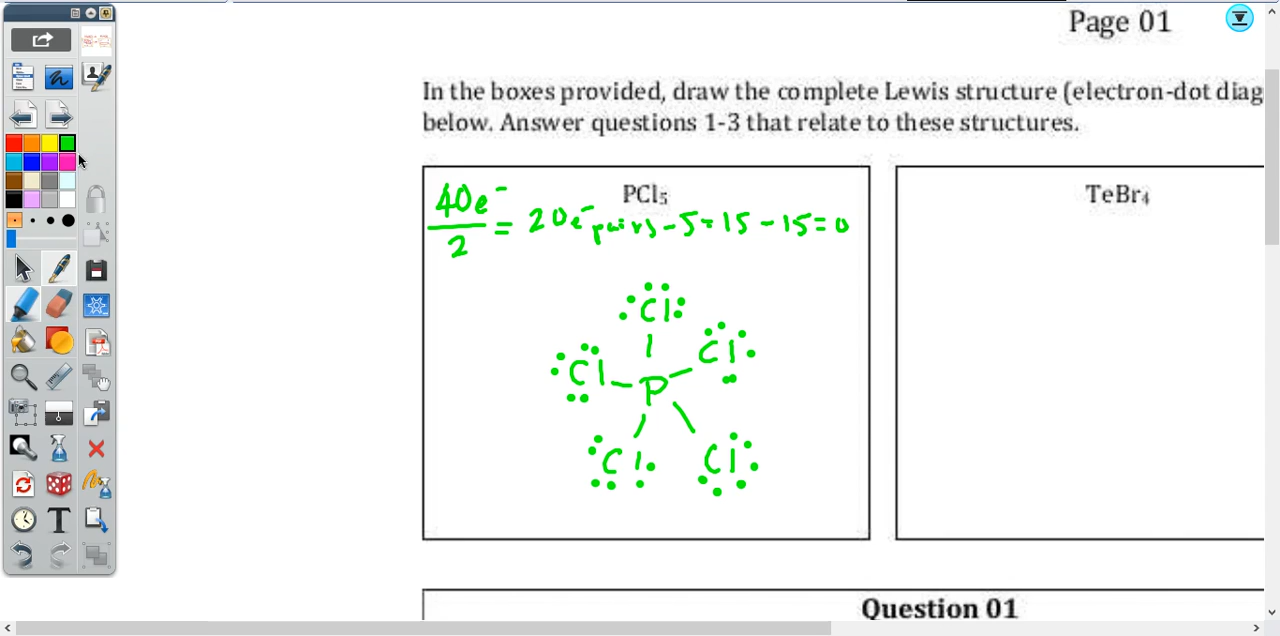 Page 01
In the boxes provided, draw the complete Lewis structure (electron-dot diag
below. Answer questions 1-3 that relate to these structures.
PCl₅
40e⁻
2
= 20e⁻ pairs - 5 = 15 - 15 = 0
Cl
Cl
Cl
P
Cl
Cl
TeBr₄
Question 01
T